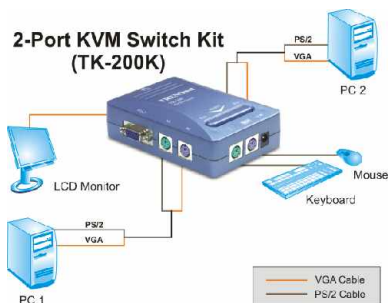 2-Port KVM Switch Kit
(TK-200K)
PS/2
VGA
PC 2
TRENDnet
LCD Monitor
Mouse
Keyboard
PS/2
VGA
PC 1
VGA Cable
PS/2 Cable